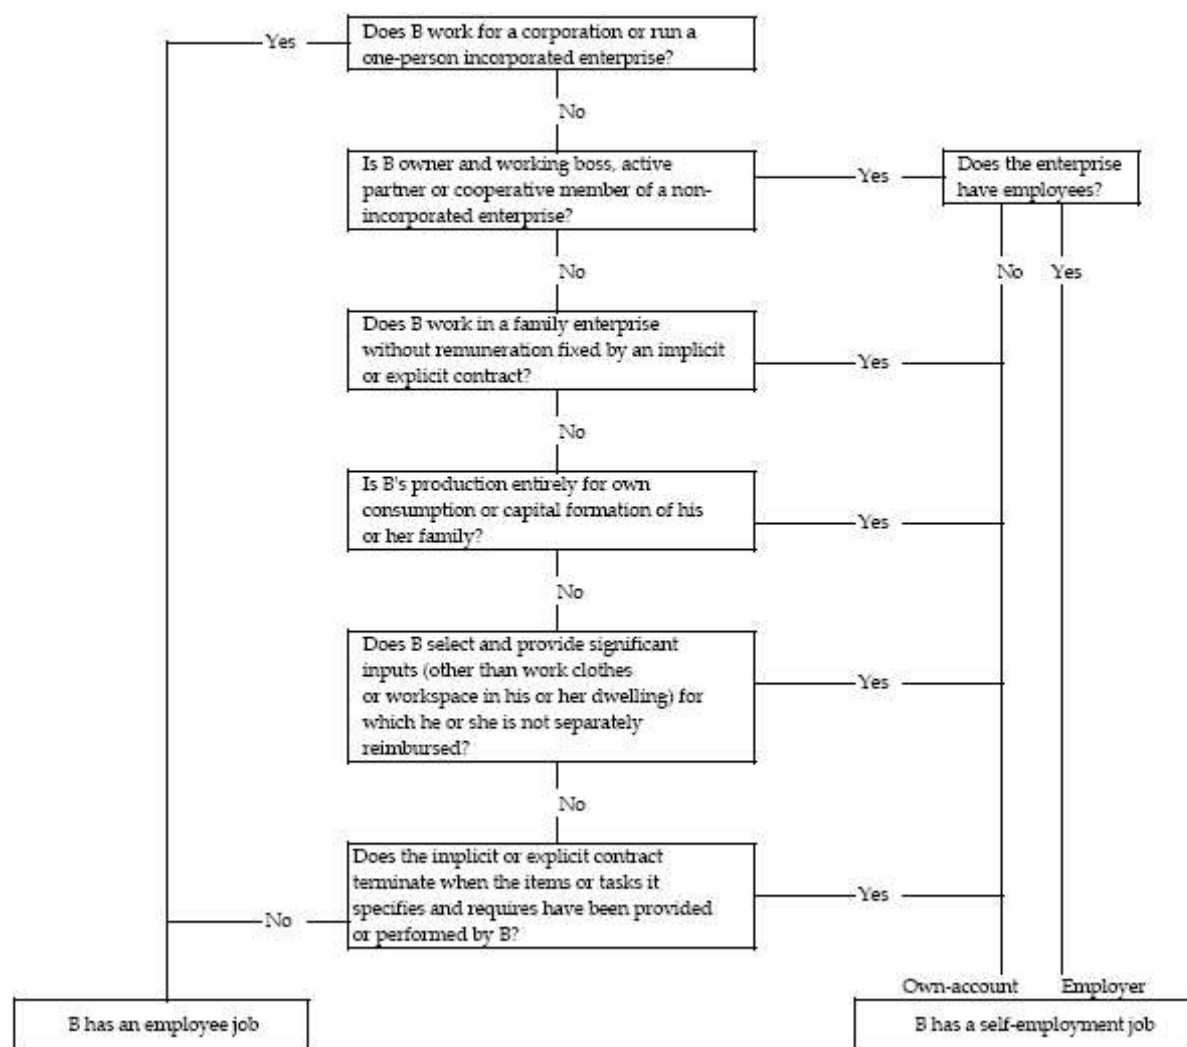 Does B work for a corporation or run a
one-person incorporated enterprise?
Yes
No
Is B owner and working boss, active
partner or cooperative member of a non-
incorporated enterprise?
Yes
Does the enterprise
have employees?
No
No
Yes
Does B work in a family enterprise
without remuneration fixed by an implicit
or explicit contract?
Yes
No
Is B's production entirely for own
consumption or capital formation of his
or her family?
Yes
No
Does B select and provide significant
inputs (other than work clothes
or workspace in his or her dwelling) for
which he or she is not separately
reimbursed?
Yes
No
Does the implicit or explicit contract
terminate when the items or tasks it
specifies and requires have been provided
or performed by B?
Yes
No
Own-account
Employer
B has an employee job
B has a self-employment job